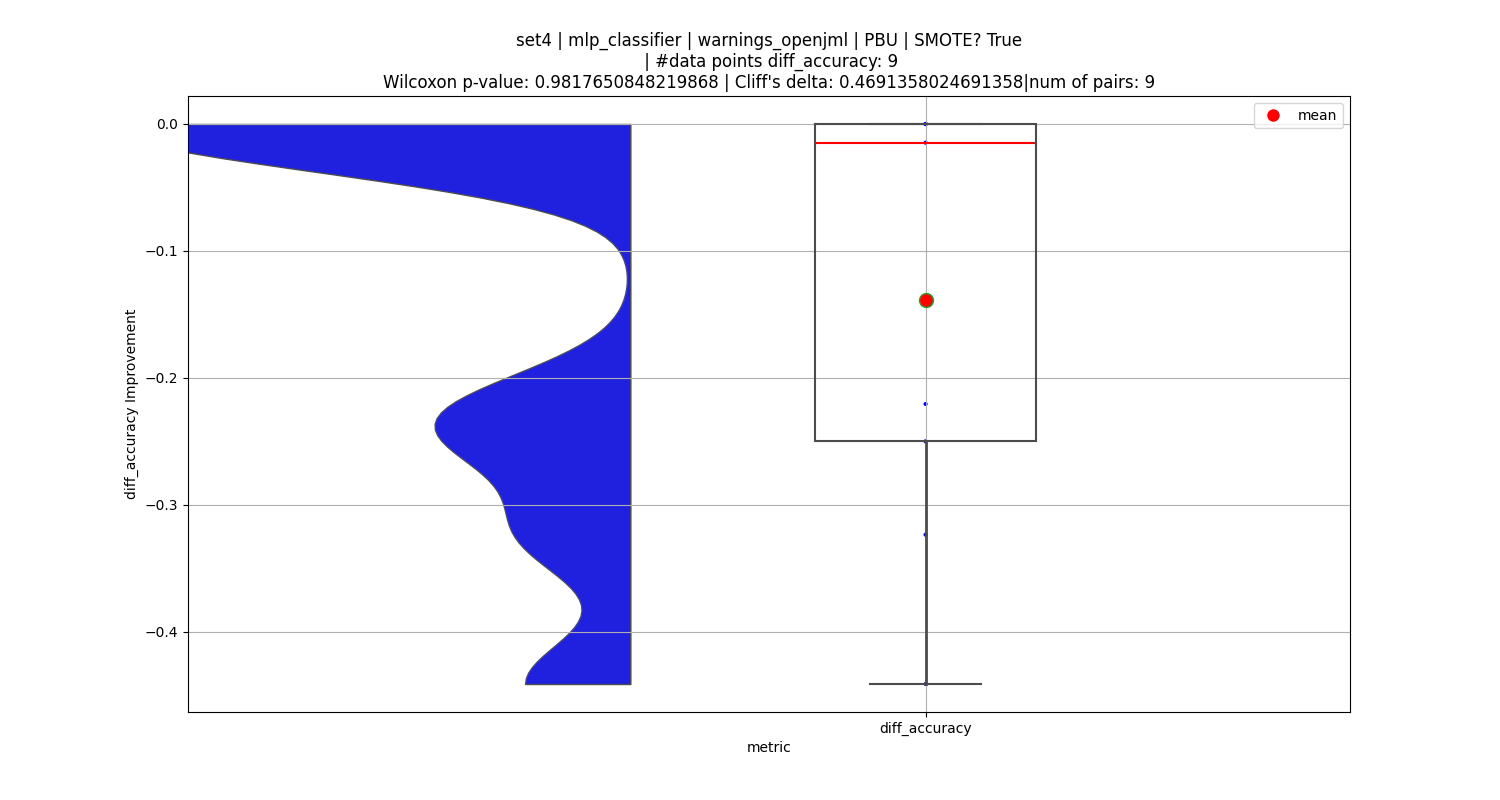 set4 | mlp_classifier | warnings_openjml | PBU | SMOTE? True
| #data points diff_accuracy: 9
Wilcoxon p-value: 0.9817650848219868 | Cliff's delta: 0.4691358024691358|num of pairs: 9
mean
0.0
−0.1
−0.2
−0.3
−0.4
diff_accuracy Improvement
diff_accuracy
metric